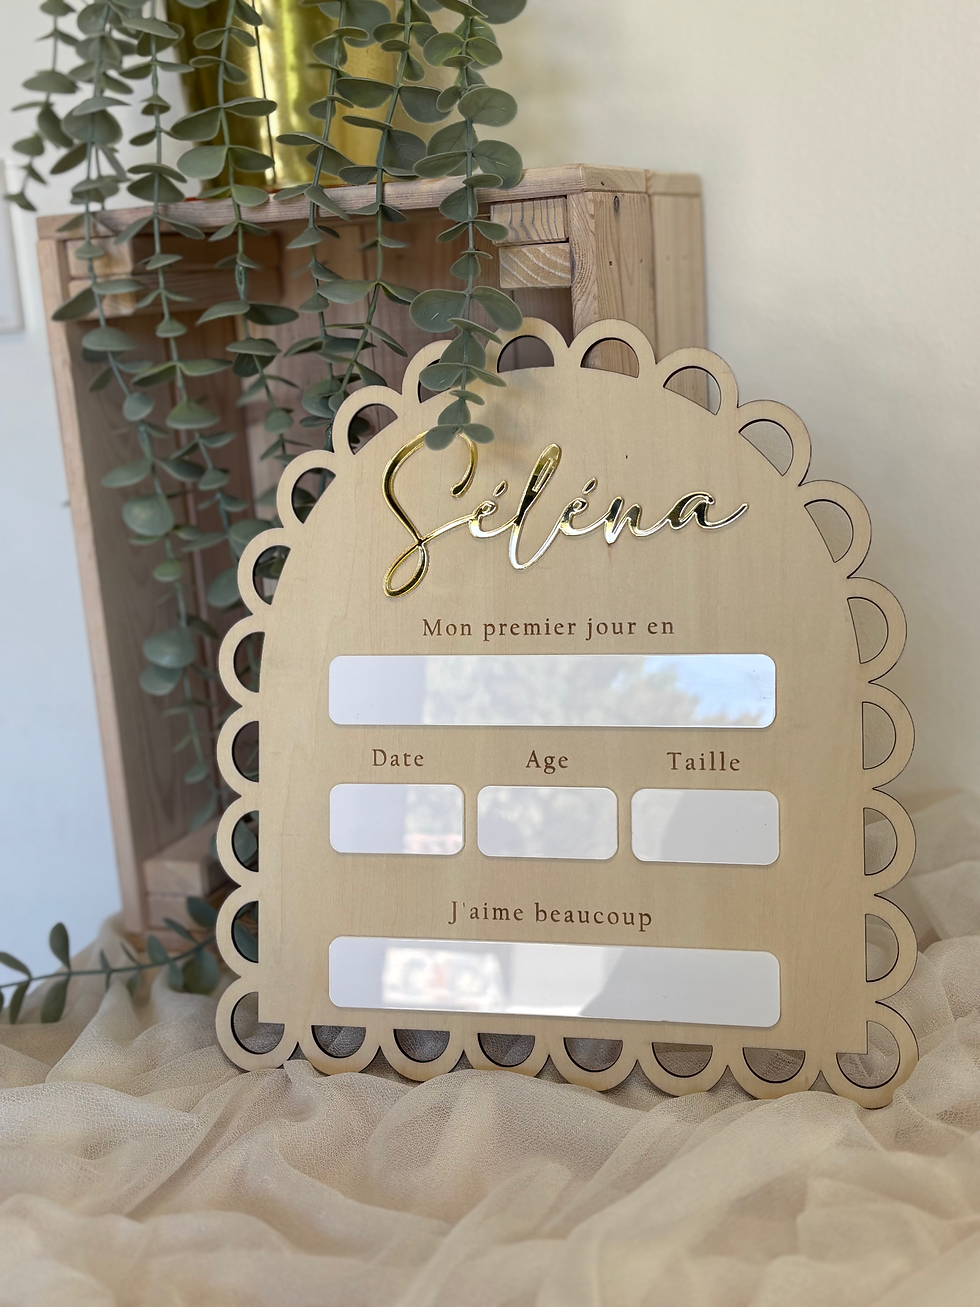 Séléna
Mon premier jour en
Date Age Taille
J'aime beaucoup